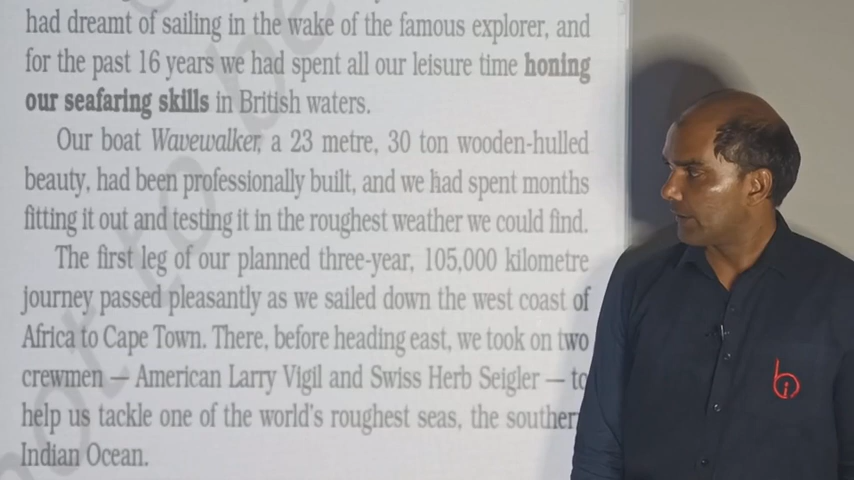 had dreamt of sailing in the wake of the famous explorer, and
for the past 16 years we had spent all our leisure time honing
our seafaring skills in British waters.
Our boat Wavewalker, a 23 metre, 30 ton wooden-hulled
beauty, had been professionally built, and we had spent months
fitting it out and testing it in the roughest weather we could find.
The first leg of our planned three-year, 105,000 kilometre
journey passed pleasantly as we sailed down the west coast of
Africa to Cape Town. There, before heading east, we took on two
crewmen — American Larry Vigil and Swiss Herb Seigler — to
help us tackle one of the world's roughest seas, the southern
Indian Ocean.
not to be